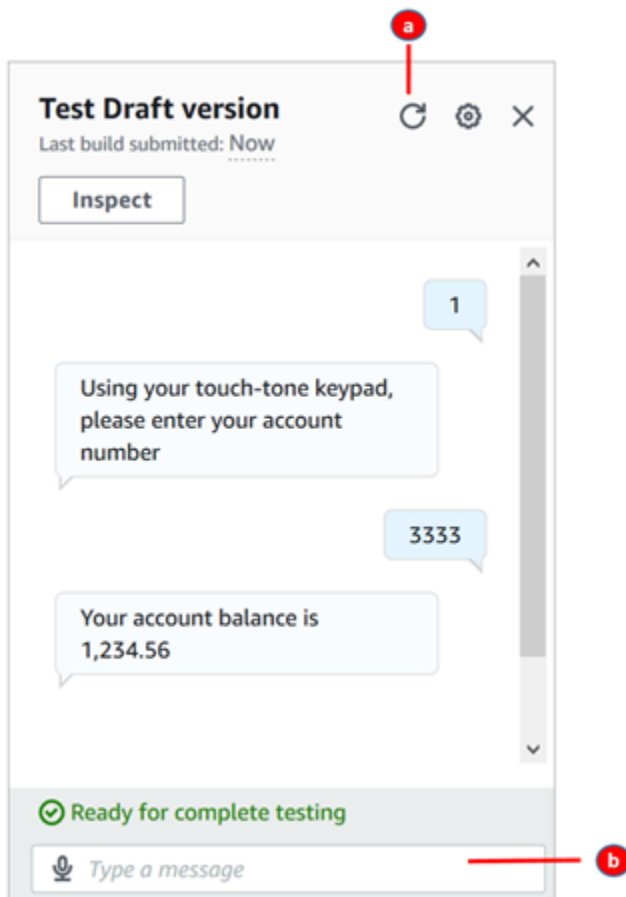 a
Test Draft version
Last build submitted: Now
Inspect
1
Using your touch-tone keypad,
please enter your account
number
3333
Your account balance is
1,234.56
Ready for complete testing
Type a message
b